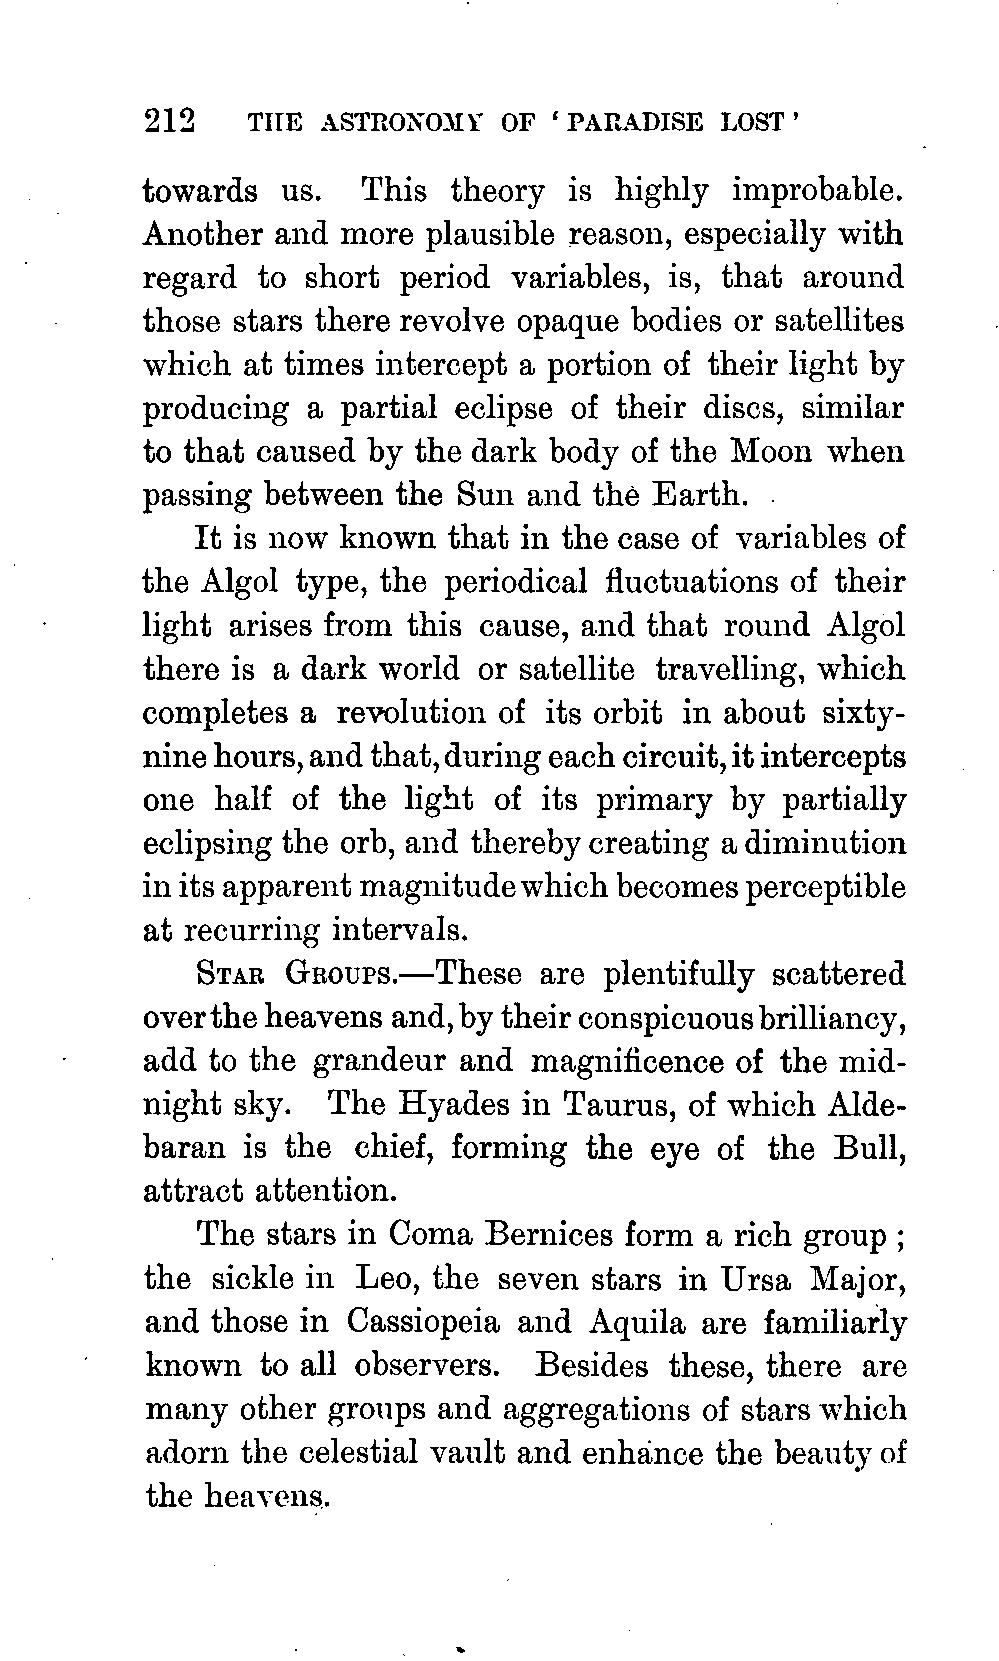 212 THE ASTRONOMY OF ‘PARADISE LOST’
towards us. This theory is highly improbable.
Another and more plausible reason, especially with
regard to short period variables, is, that around
those stars there revolve opaque bodies or satellites
which at times intercept a portion of their light by
producing a partial eclipse of their discs, similar
to that caused by the dark body of the Moon when
passing between the Sun and the Earth.
It is now known that in the case of variables of
the Algol type, the periodical fluctuations of their
light arises from this cause, and that round Algol
there is a dark world or satellite travelling, which
completes a revolution of its orbit in about sixty-
nine hours, and that, during each circuit, it intercepts
one half of the light of its primary by partially
eclipsing the orb, and thereby creating a diminution
in its apparent magnitude which becomes perceptible
at recurring intervals.
STAR GROUPS.—These are plentifully scattered
over the heavens and, by their conspicuous brilliancy,
add to the grandeur and magnificence of the mid-
night sky. The Hyades in Taurus, of which Alde-
baran is the chief, forming the eye of the Bull,
attract attention.
The stars in Coma Bernices form a rich group ;
the sickle in Leo, the seven stars in Ursa Major,
and those in Cassiopeia and Aquila are familiarly
known to all observers. Besides these, there are
many other groups and aggregations of stars which
adorn the celestial vault and enhance the beauty of
the heavens.